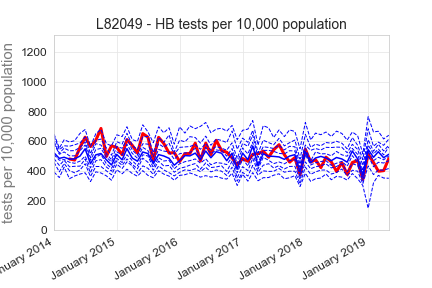 L82049 - HB tests per 10,000 population
tests per 10,000 population
1200
1000
800
600
400
200
0
nuary 2014
January 2015
January 2016
January 2017
January 2018
January 2019